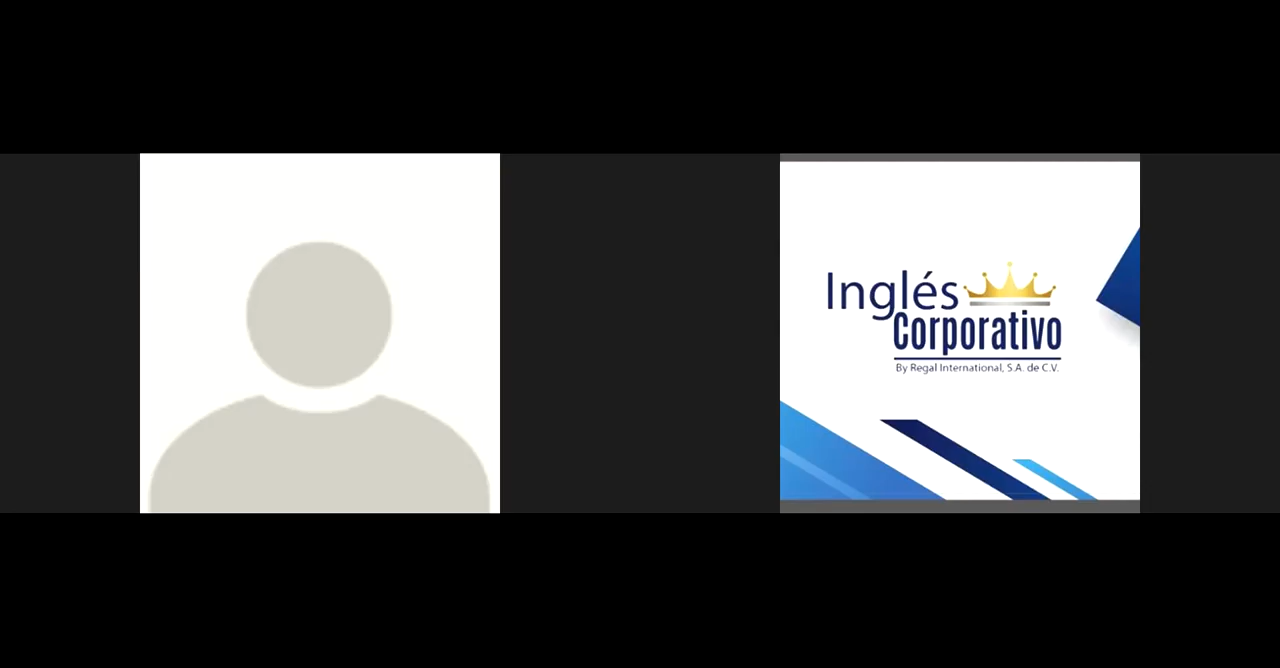 Inglés
Corporativo
By Regal International, S.A. de C.V.